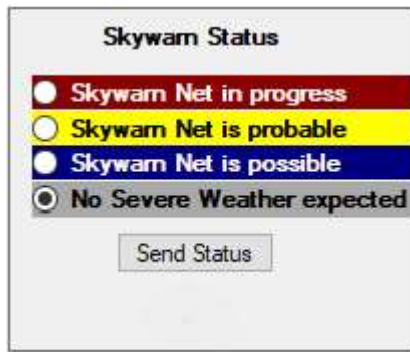 Skywarn Status
Skywarn Net in progress
Skywarn Net is probable
Skywarn Net is possible
No Severe Weather expected
Send Status